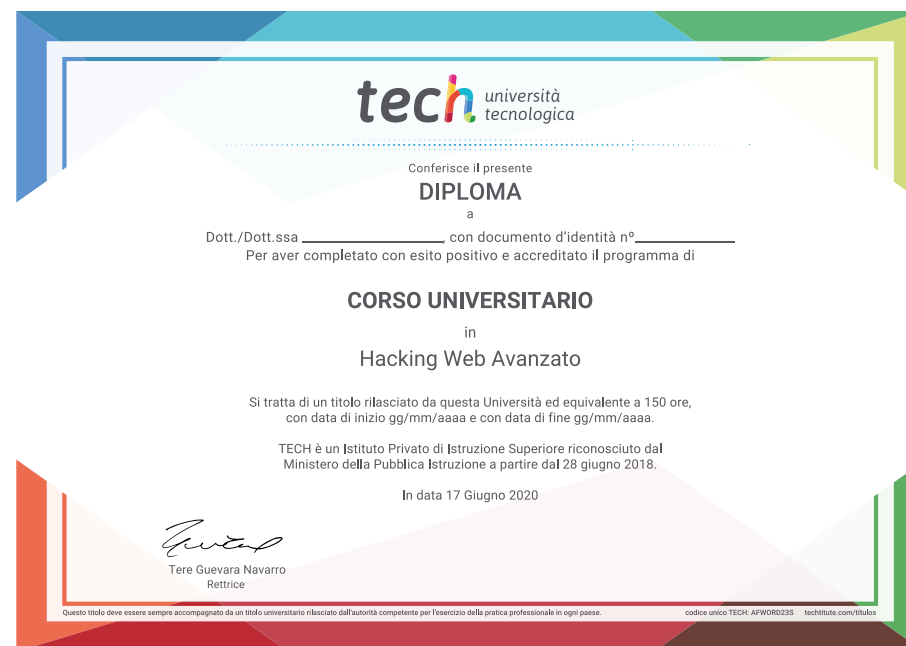 tech università
tecnologica
Conferisce il presente
DIPLOMA
a
Dott./Dott.ssa ____________________, con documento d'identità nº______________
Per aver completato con esito positivo e accreditato il programma di
CORSO UNIVERSITARIO
in
Hacking Web Avanzato
Si tratta di un titolo rilasciato da questa Università ed equivalente a 150 ore,
con data di inizio gg/mm/aaaa e con data di fine gg/mm/aaaa.
TECH è un Istituto Privato di Istruzione Superiore riconosciuto dal
Ministero della Pubblica Istruzione a partire dal 28 giugno 2018.
In data 17 Giugno 2020
Tere Guevara Navarro
Rettrice
Questo titolo deve essere sempre accompagnato da un titolo universitario rilasciato dall'autorità competente per l'esercizio della pratica professionale in ogni paese.
codice unico TECH: AFWORD23S techtitute.com/títulos